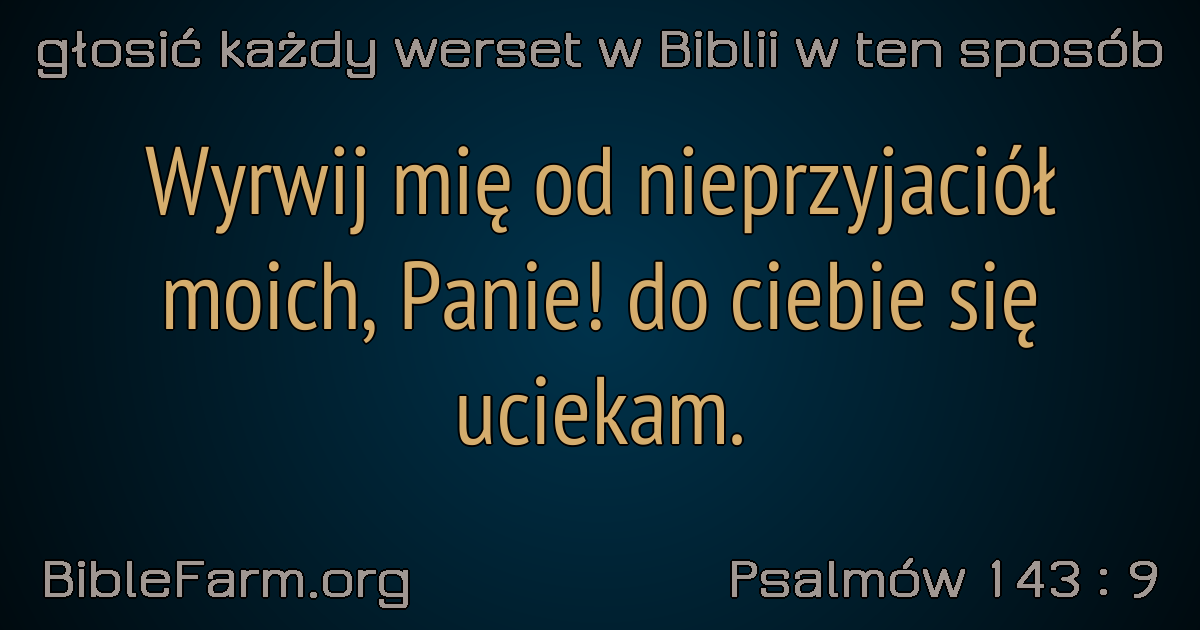 głosić każdy werset w Biblii w ten sposób
Wyrwij mię od nieprzyjaciół
moich, Panie! do ciebie się
uciekam.
BibleFarm.org
Psalmów 143 : 9